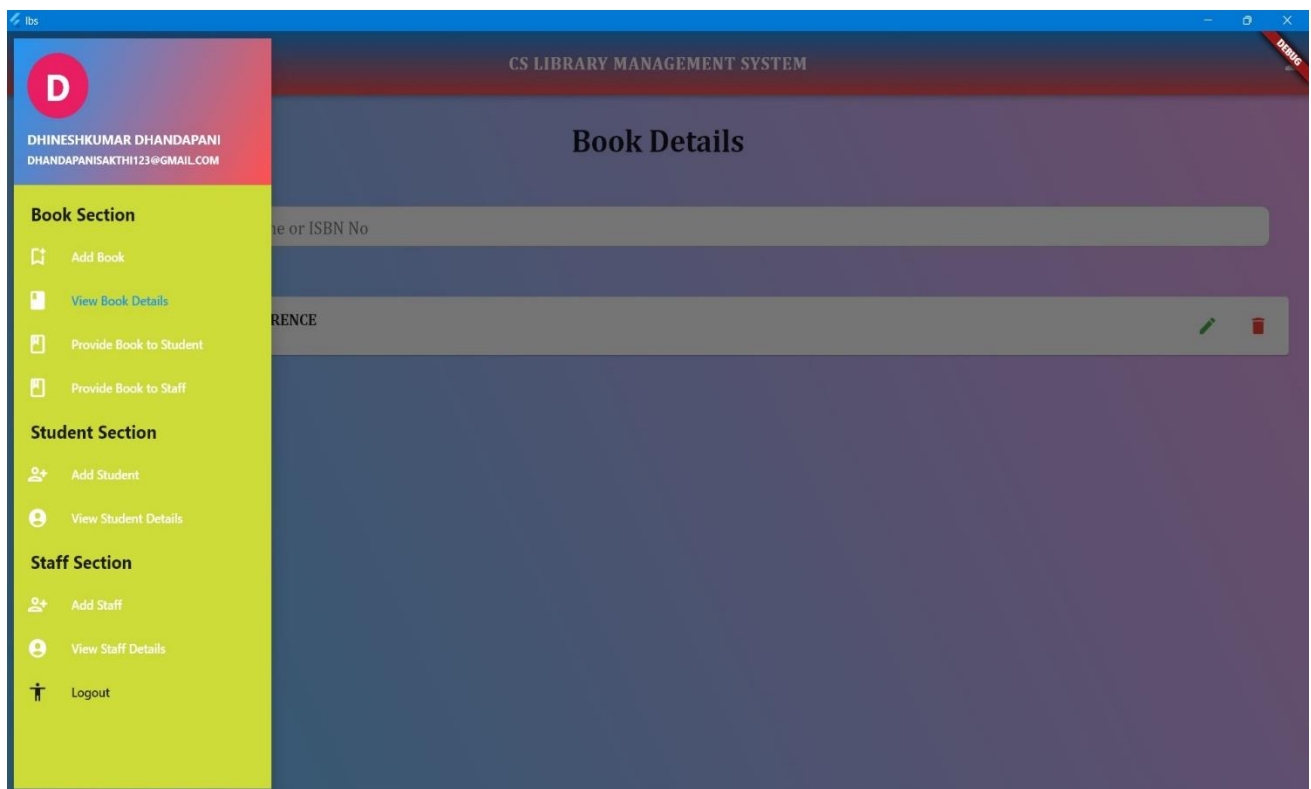 lbs
DEBUG
CS LIBRARY MANAGEMENT SYSTEM
D
DHINESHKUMAR DHANDAPANI
DHANDAPANISAKTHI123@GMAIL.COM
Book Section
Add Book
View Book Details
Provide Book to Student
Provide Book to Staff
Student Section
Add Student
View Student Details
Staff Section
Add Staff
View Staff Details
Logout
Book Details
or ISBN No